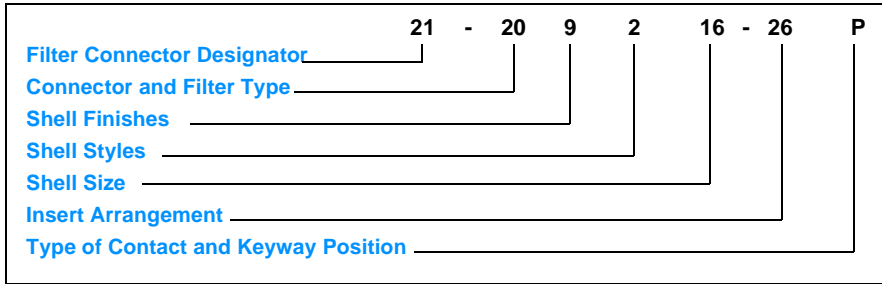 21 - 20 9 2 16 - 26 P
Filter Connector Designator
Connector and Filter Type
Shell Finishes
Shell Styles
Shell Size
Insert Arrangement
Type of Contact and Keyway Position